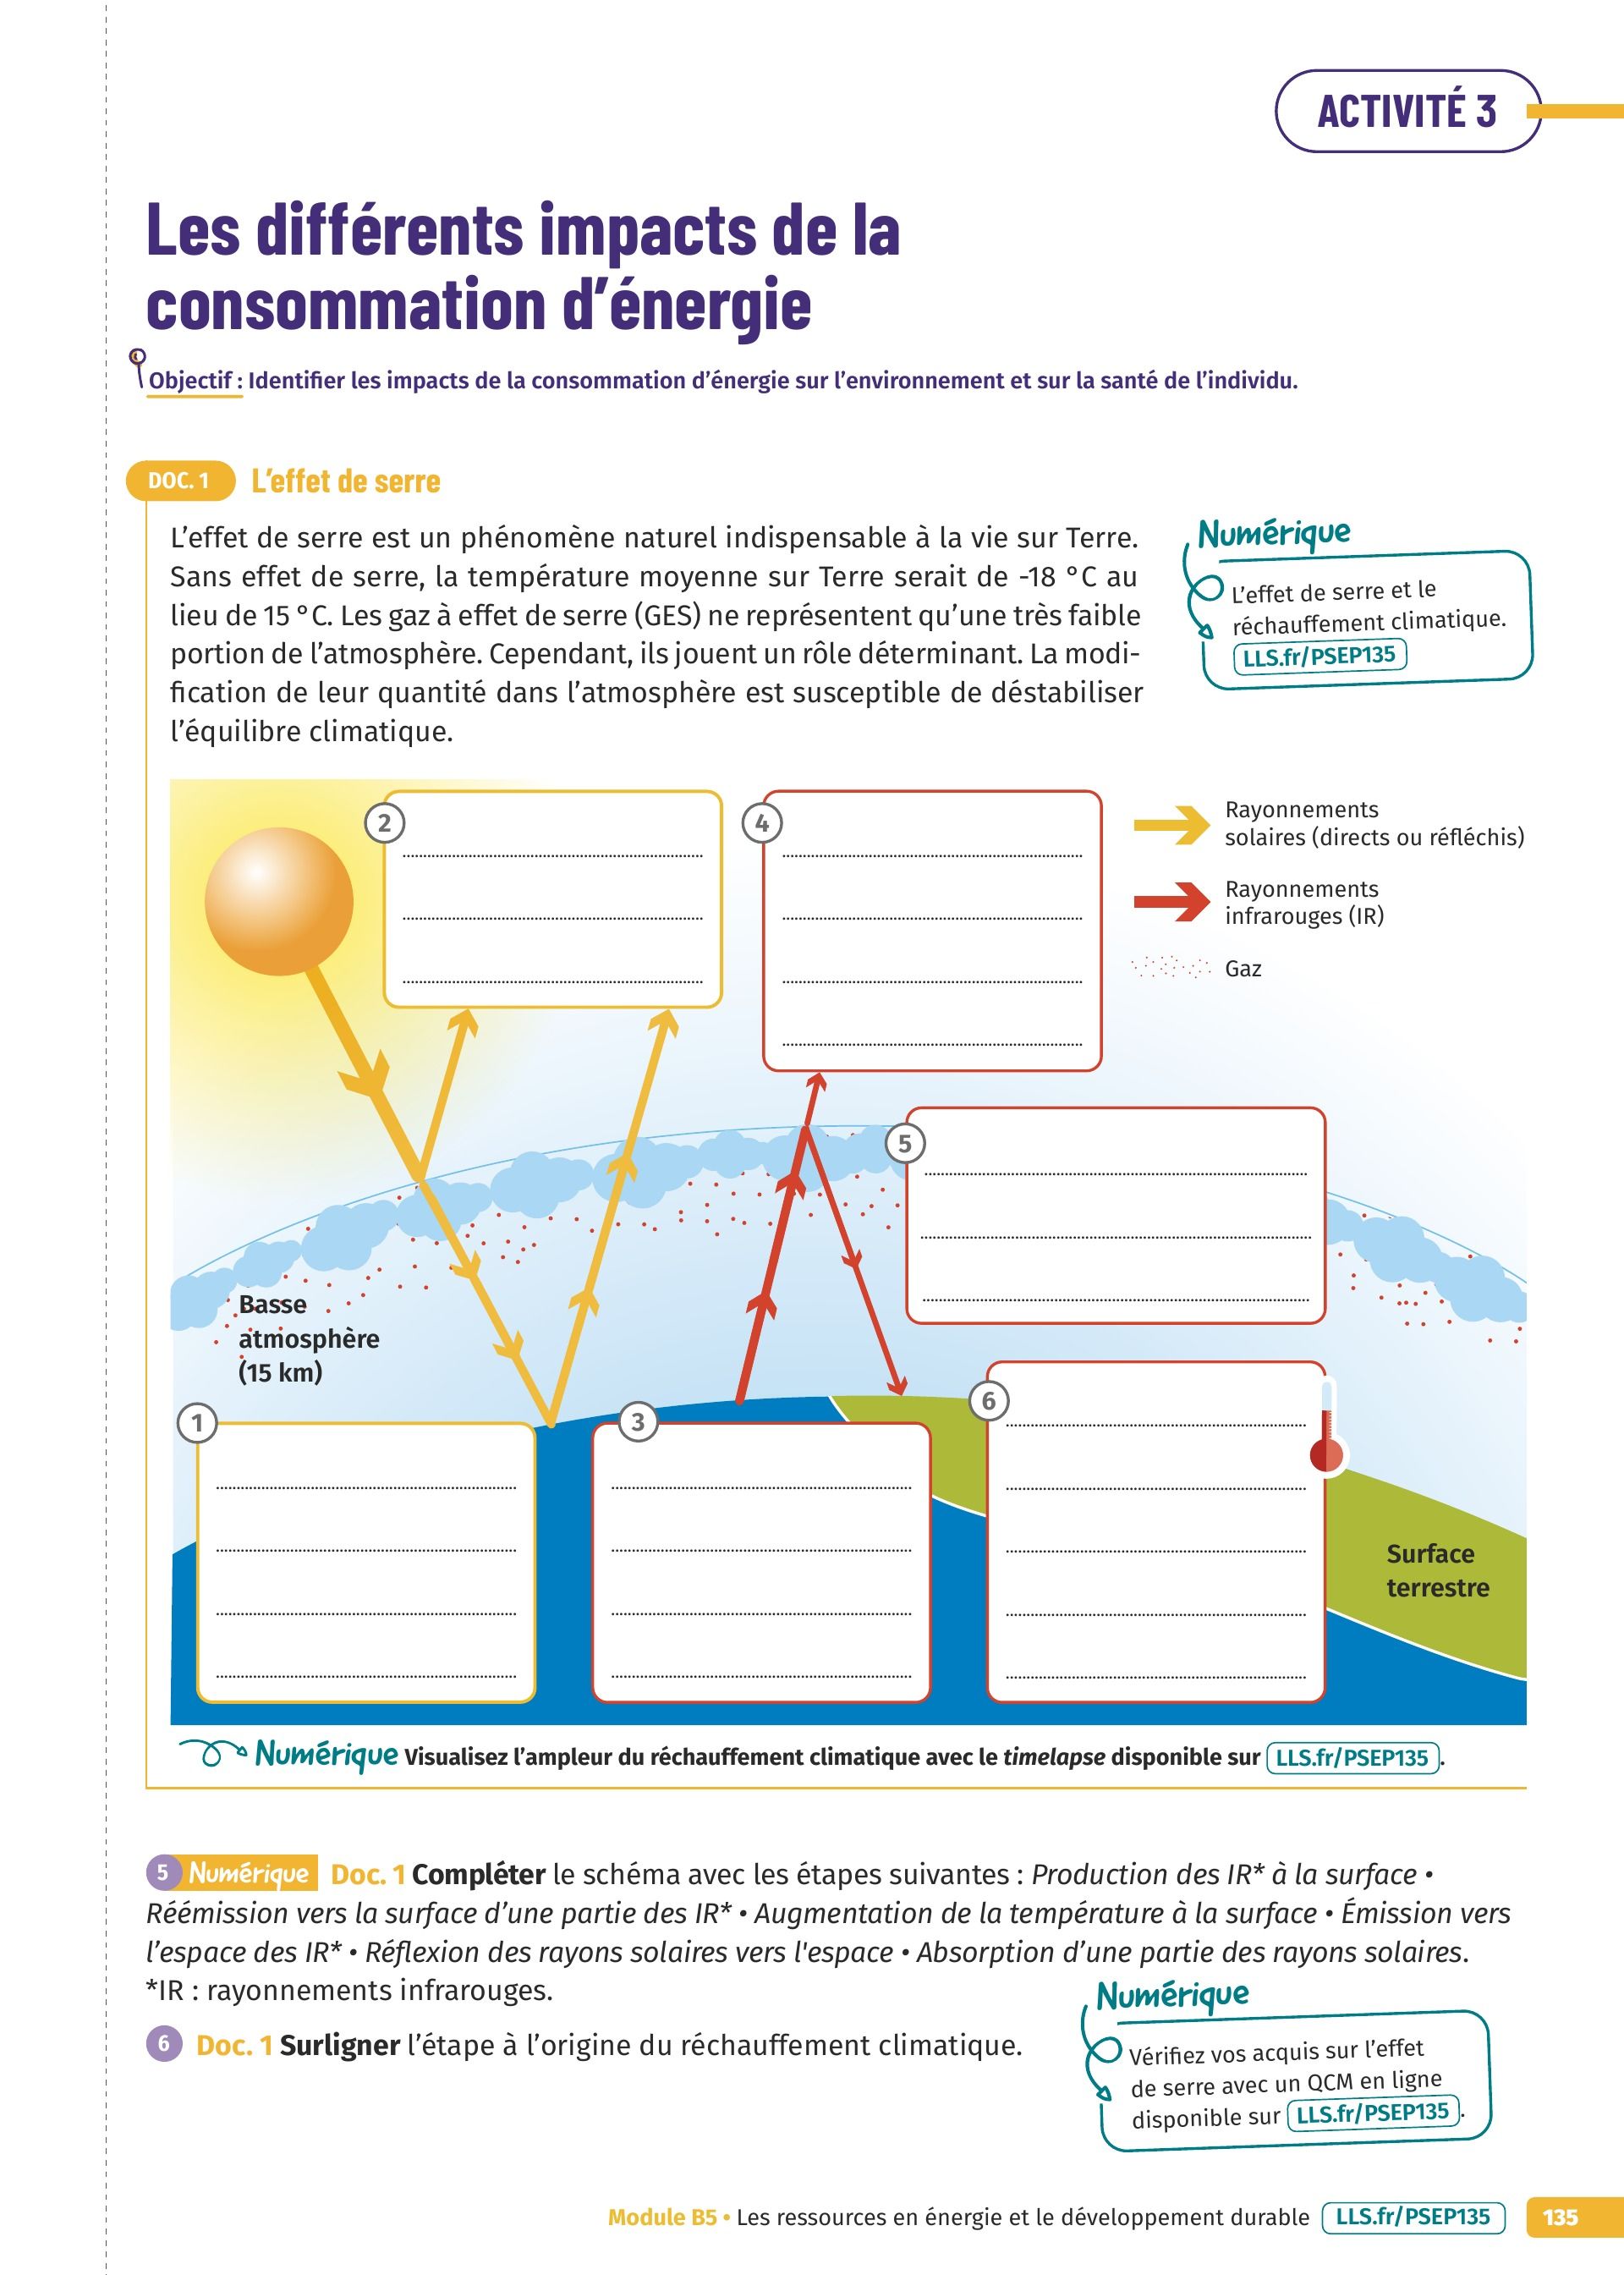 ACTIVITÉ 3
Les différents impacts de la
consommation d’énergie
Objectif : Identifier les impacts de la consommation d’énergie sur l’environnement et sur la santé de l’individu.
DOC. 1 L’effet de serre
L’effet de serre est un phénomène naturel indispensable à la vie sur Terre.
Sans effet de serre, la température moyenne sur Terre serait de -18 °C au
lieu de 15 °C. Les gaz à effet de serre (GES) ne représentent qu’une très faible
portion de l’atmosphère. Cependant, ils jouent un rôle déterminant. La modi-
fication de leur quantité dans l’atmosphère est susceptible de déstabiliser
l’équilibre climatique.
Numérique
L’effet de serre et le
réchauffement climatique.
LLS.fr/PSEP135
2
4
Rayonnements
solaires (directs ou réfléchis)
Rayonnements
infrarouges (IR)
Gaz
5
Basse
atmosphère
(15 km)
1
3
6
Surface
terrestre
Numérique Visualisez l’ampleur du réchauffement climatique avec le timelapse disponible sur LLS.fr/PSEP135.
5 Numérique Doc. 1 Compléter le schéma avec les étapes suivantes : Production des IR* à la surface •
Réémission vers la surface d’une partie des IR* • Augmentation de la température à la surface • Émission vers
l’espace des IR* • Réflexion des rayons solaires vers l'espace • Absorption d’une partie des rayons solaires.
*IR : rayonnements infrarouges.
6 Doc. 1 Surligner l’étape à l’origine du réchauffement climatique.
Numérique
Vérifiez vos acquis sur l’effet
de serre avec un QCM en ligne
disponible sur LLS.fr/PSEP135.
Module B5 • Les ressources en énergie et le développement durable LLS.fr/PSEP135 135